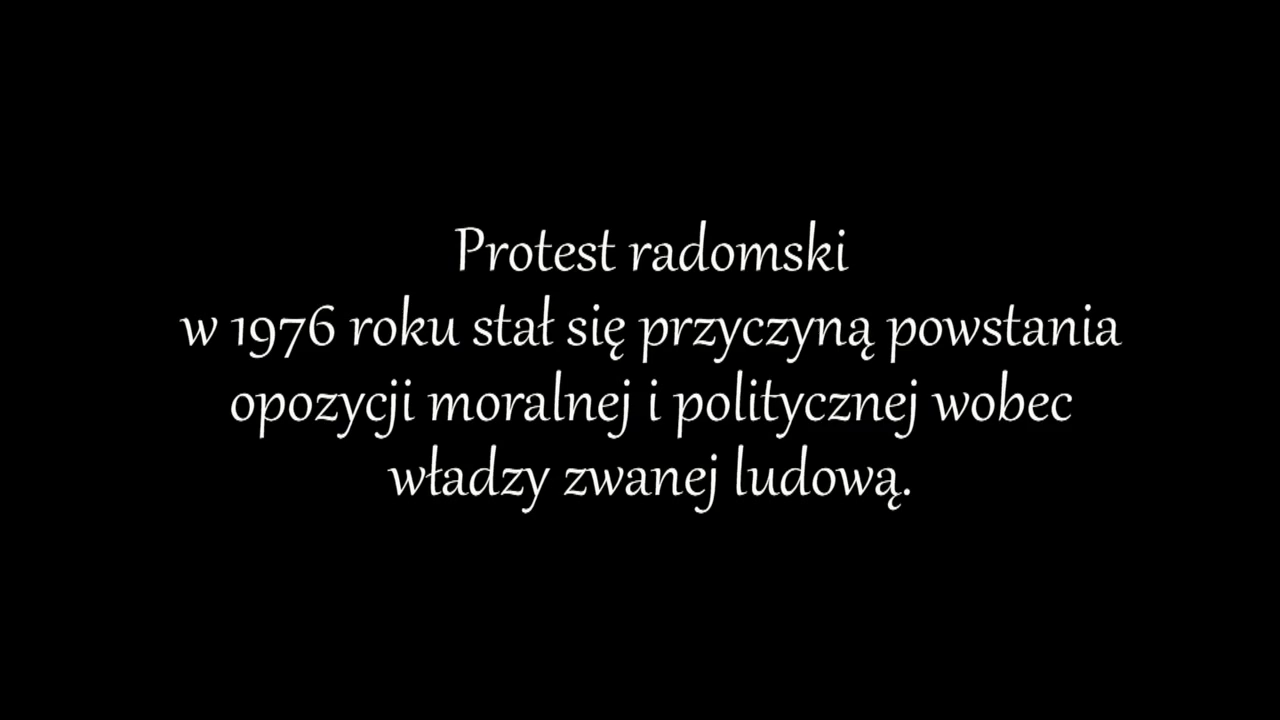 Protest radomski
w 1976 roku stał się przyczyną powstania
opozycji moralnej i politycznej wobec
władzy zwanej ludową.